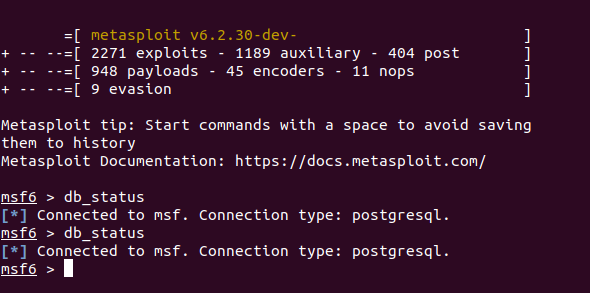 =[ metasploit v6.2.30-dev- ]
+ -- --=[ 2271 exploits - 1189 auxiliary - 404 post ]
+ -- --=[ 948 payloads - 45 encoders - 11 nops ]
+ -- --=[ 9 evasion ]
Metasploit tip: Start commands with a space to avoid saving
them to history
Metasploit Documentation: https://docs.metasploit.com/
msf6 > db_status
[*] Connected to msf. Connection type: postgresql.
msf6 > db_status
[*] Connected to msf. Connection type: postgresql.
msf6 >